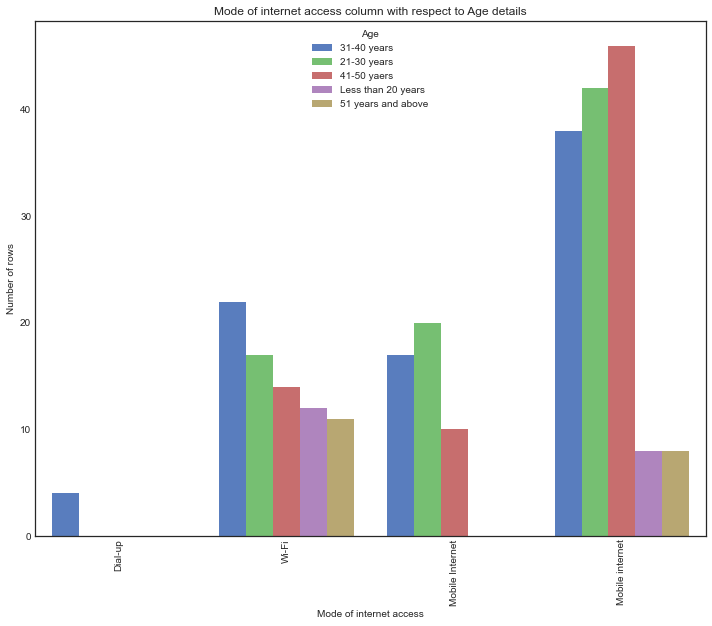 Mode of internet access column with respect to Age details
Age
31-40 years
21-30 years
41-50 yaers
Less than 20 years
51 years and above
Number of rows
40
30
20
10
0
Dial-up
Wi-Fi
Mobile Internet
Mobile internet
Mode of internet access